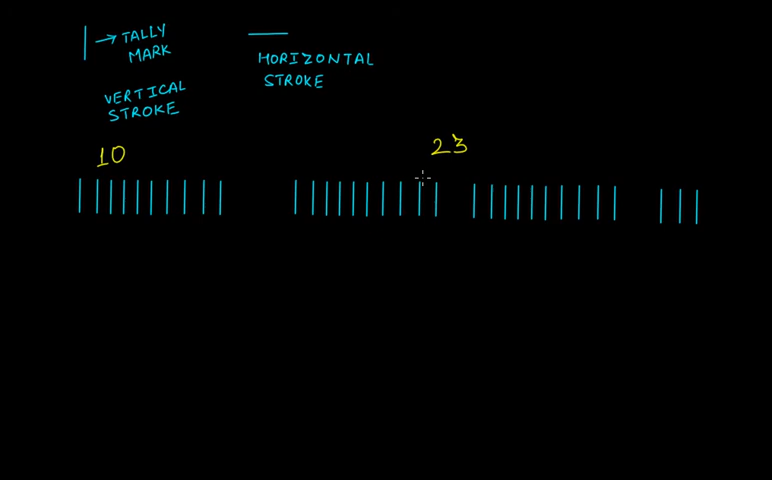 → TALLY
MARK
HORIZONTAL
STROKE
VERTICAL
STROKE
10
23